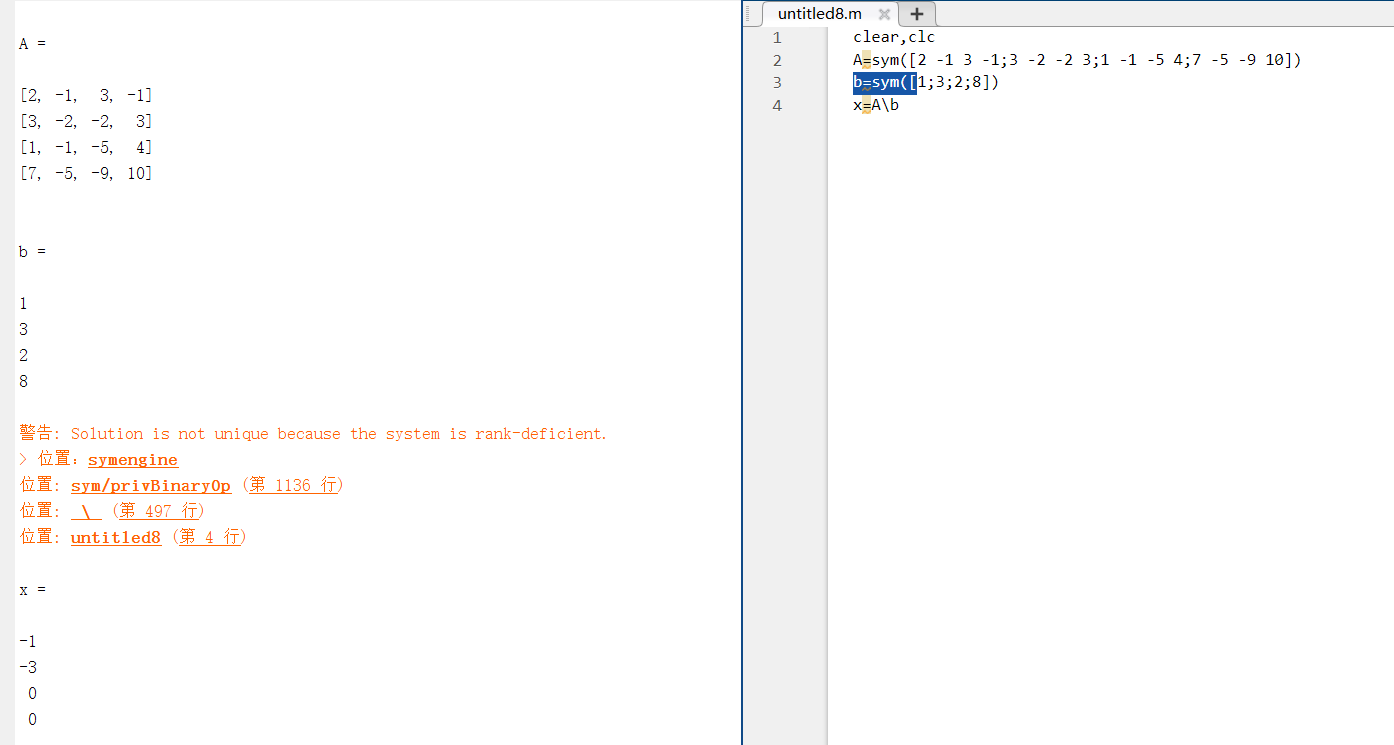 A =
[2, -1, 3, -1]
[3, -2, -2, 3]
[1, -1, -5, 4]
[7, -5, -9, 10]
b =
1
3
2
8
警告: Solution is not unique because the system is rank-deficient.
> 位置: symengine
位置: sym/privBinaryOp (第 1136 行)
位置: \ (第 497 行)
位置: untitled8 (第 4 行)
x =
-1
-3
0
0
untitled8.m
1 clear,clc
2 A=sym([2 -1 3 -1;3 -2 -2 3;1 -1 -5 4;7 -5 -9 10])
3 b=sym([1;3;2;8])
4 x=A\b